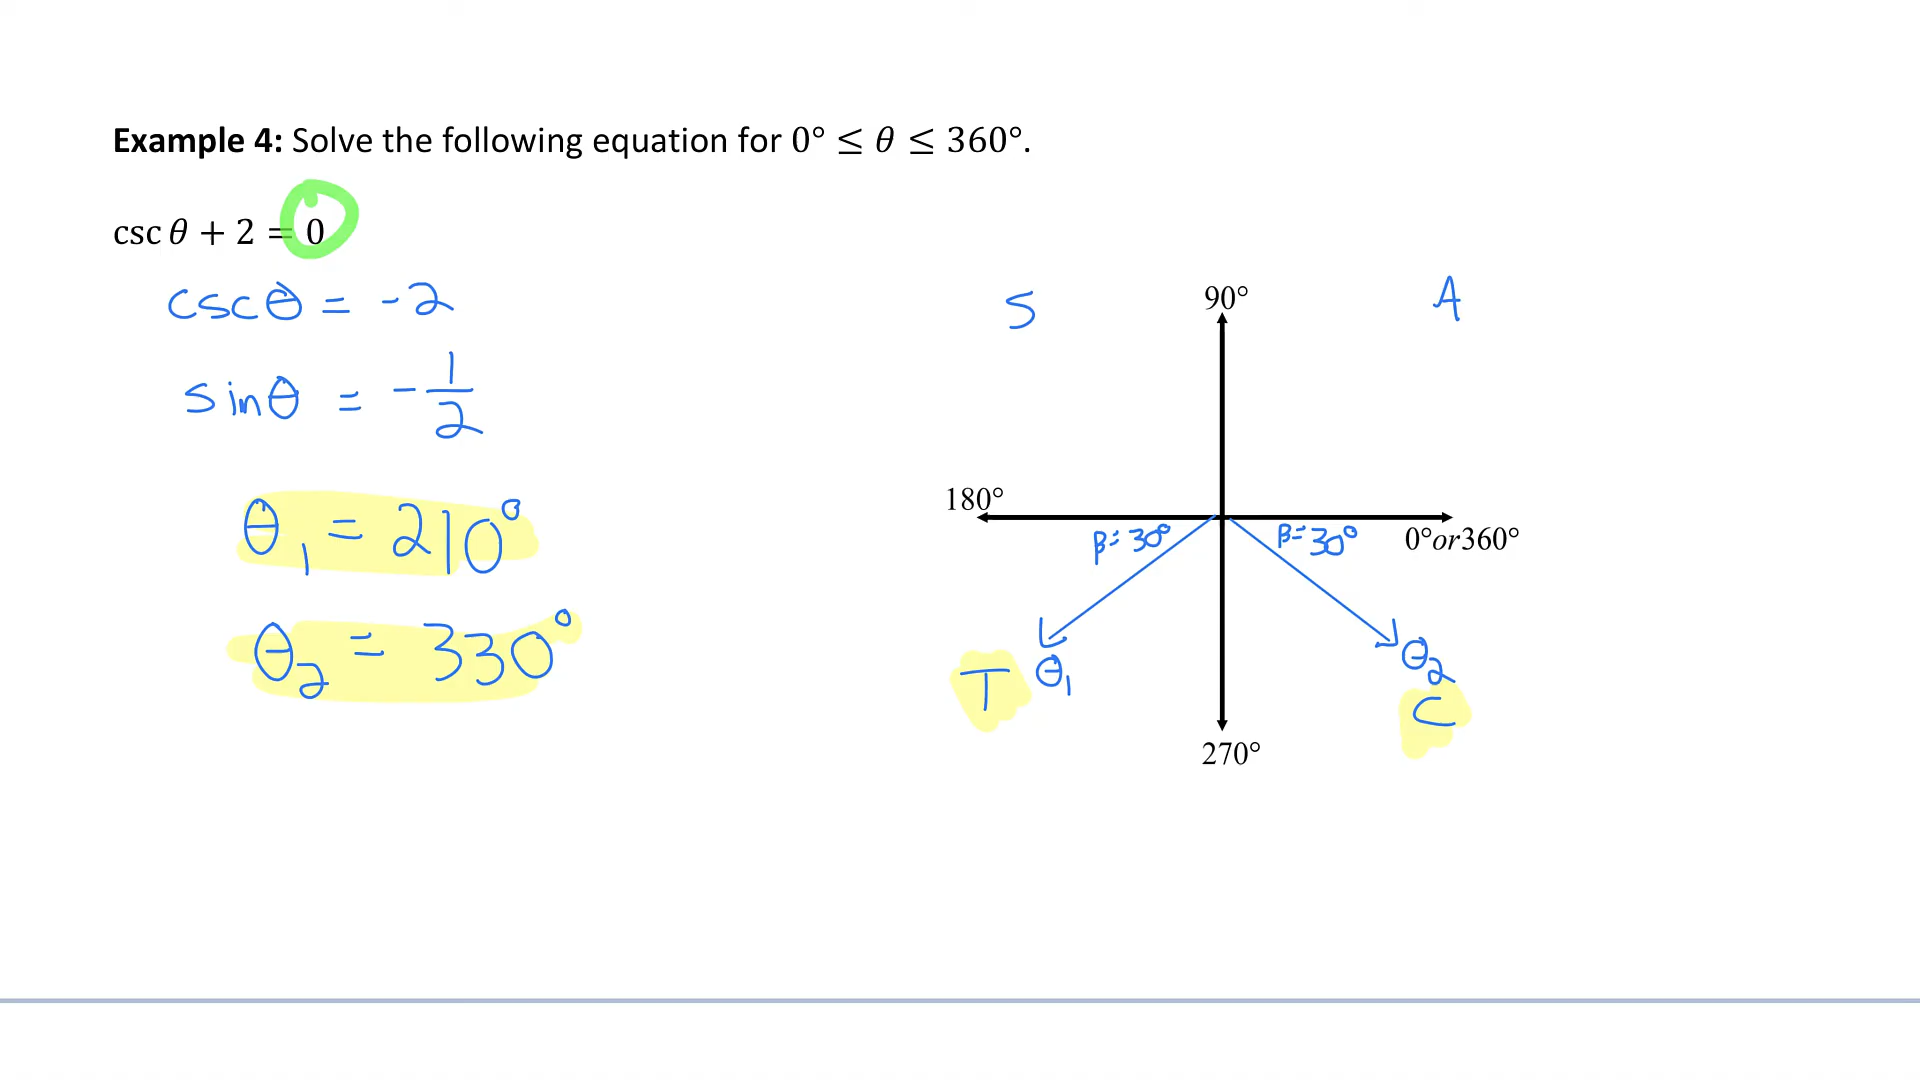 Example 4: Solve the following equation for 0° ≤ θ ≤ 360°.
csc θ + 2 = 0
cscθ = -2
sinθ = -1/2
θ₁ = 210°
θ₂ = 330°
S
90°
A
180°
β = 30°
β = 30°
0°or360°
T
θ₁
θ₂
C
270°